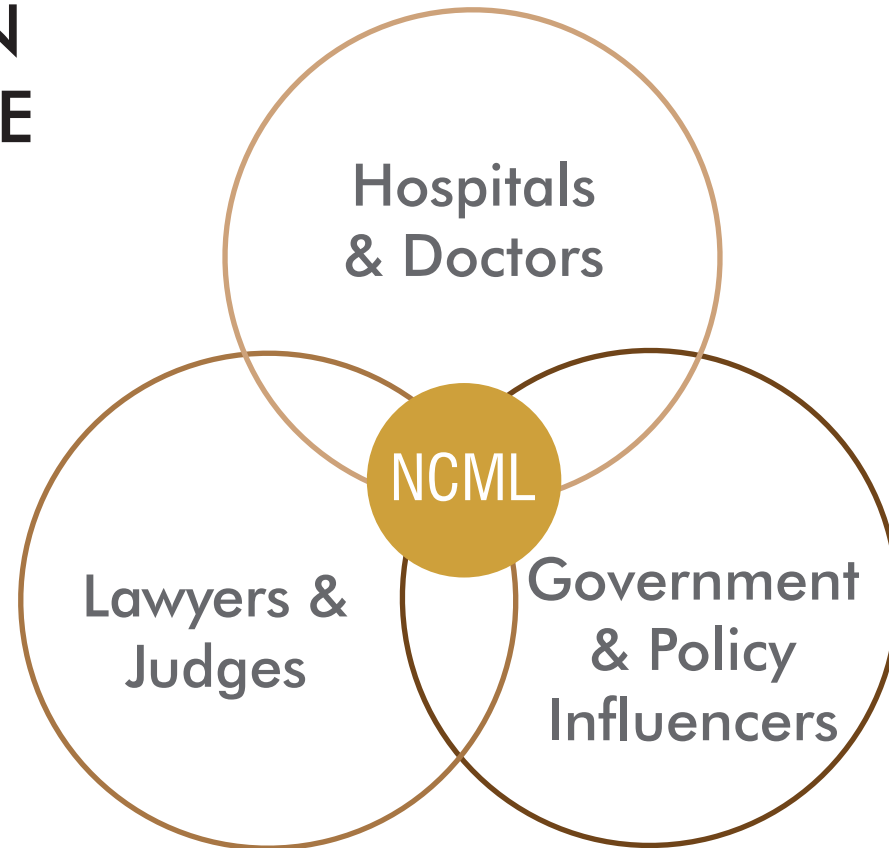 N
E
Hospitals
& Doctors
NCML
Lawyers &
Judges
Government
& Policy
Influencers